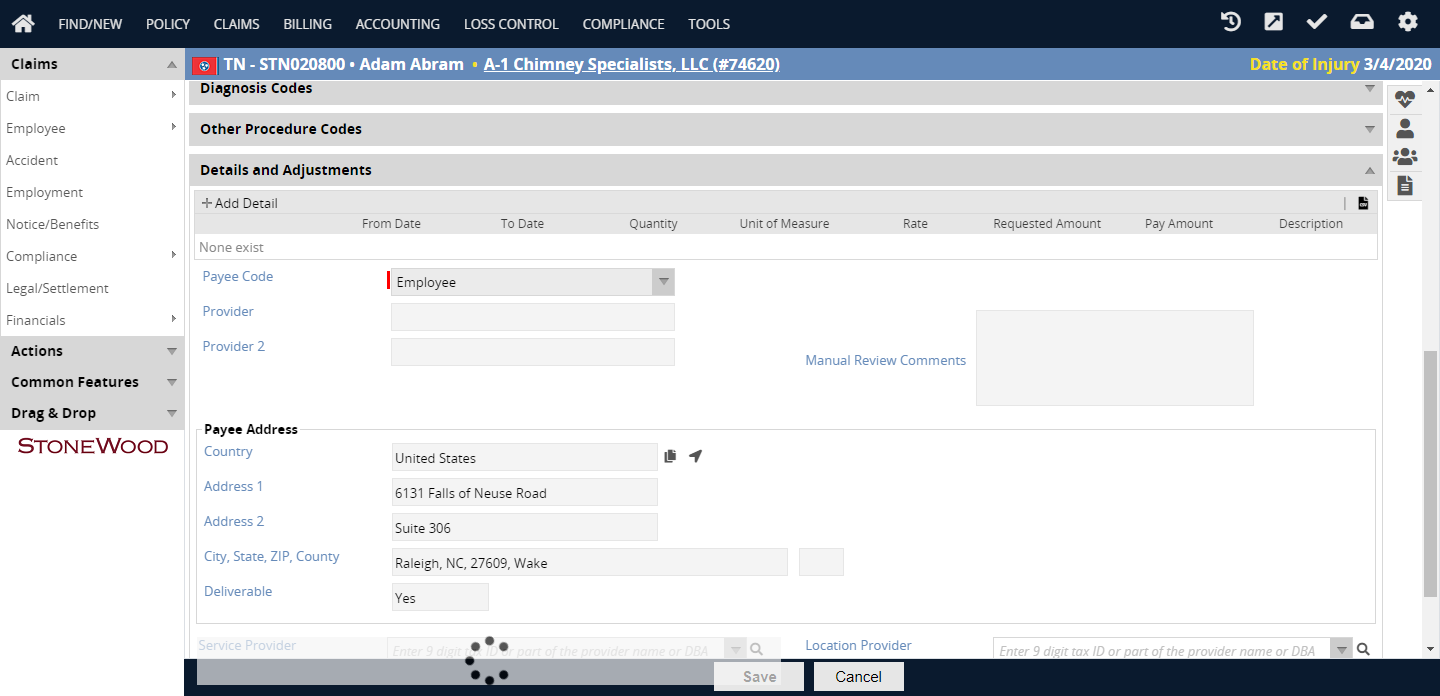 FIND/NEW POLICY CLAIMS BILLING ACCOUNTING LOSS CONTROL COMPLIANCE TOOLS
Claims
TN - STN020800 • Adam Abram • A-1 Chimney Specialists, LLC (#74620) Date of Injury 3/4/2020
Claim
Employee
Accident
Employment
Notice/Benefits
Compliance
Legal/Settlement
Financials
Actions
Common Features
Drag & Drop
STONEWOOD
Diagnosis Codes
Other Procedure Codes
Details and Adjustments
Add Detail
From Date To Date Quantity Unit of Measure Rate Requested Amount Pay Amount Description
None exist
Payee Code Employee
Provider
Provider 2
Manual Review Comments
Payee Address
Country United States
Address 1 6131 Falls of Neuse Road
Address 2 Suite 306
City, State, ZIP, County Raleigh, NC, 27609, Wake
Deliverable Yes
Service Provider Enter 9 digit tax ID or part of the provider name or DBA Location Provider Enter 9 digit tax ID or part of the provider name or DBA
Save Cancel